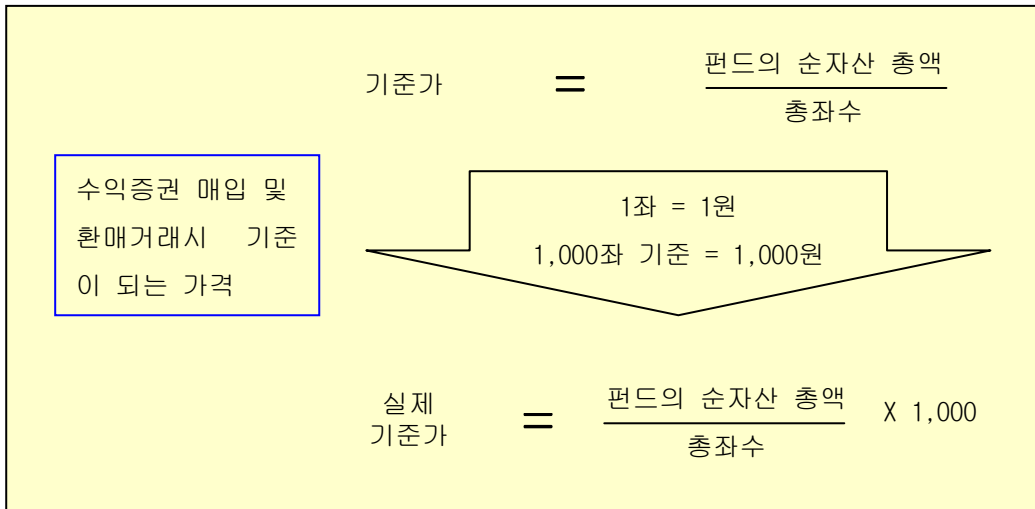 기준가 = 펀드의 순자산 총액
총좌수
수익증권 매입 및
환매거래시 기준
이 되는 가격
1좌 = 1원
1,000좌 기준 = 1,000원
실제
기준가 = 펀드의 순자산 총액 X 1,000
총좌수